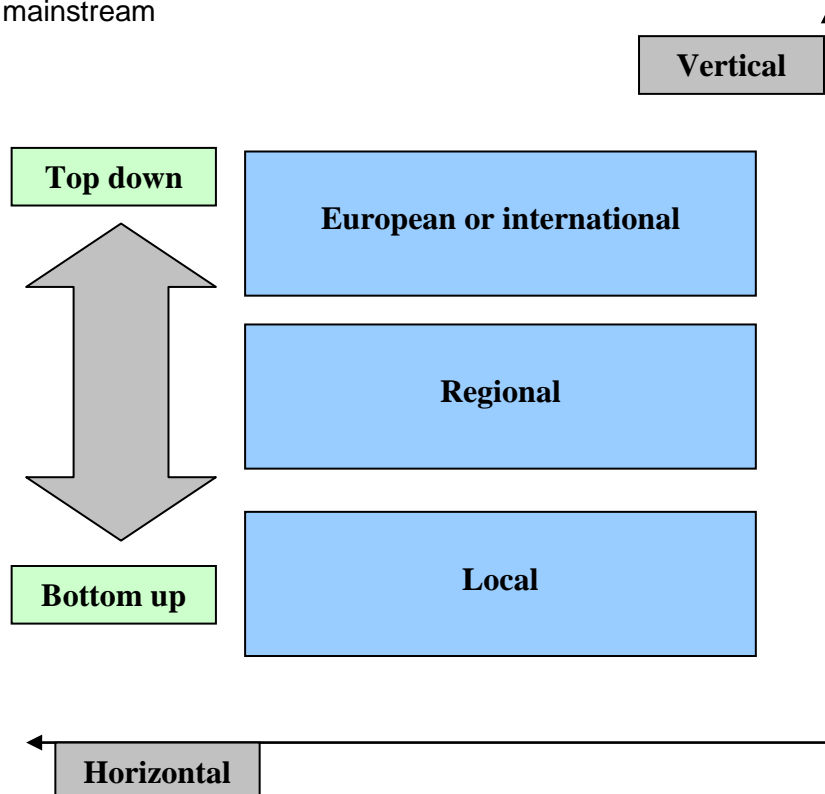 mainstream
Vertical
Top down
European or international
Regional
Local
Bottom up
Horizontal